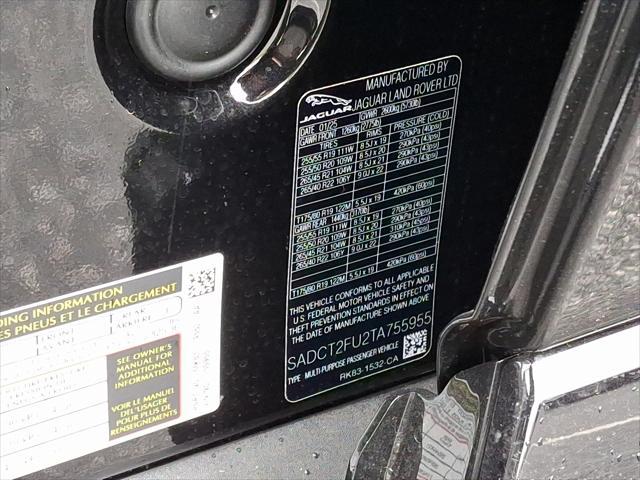 MANUFACTURED BY
JAGUAR LAND ROVER LTD
JAGUAR
DATE 01/25 GVWR 2600kg (5730lb)
GAWR FRONT 1260kg (2775lb)
TIRES RIMS PRESSURE (COLD)
255/55 R19 111W 8.5J x 19 270kPa (40psi)
255/50 R20 109W 8.5J x 20 290kPa (43psi)
265/45 R21 104W 8.5J x 21 290kPa (43psi)
265/40 R22 106Y 9.0J x 22 290kPa (43psi)
T175/80 R19 122M 5.5J x 19 420kPa (60psi)
GAWR REAR 1440kg (3170lb)
255/55 R19 111W 8.5J x 19 270kPa (40psi)
255/50 R20 109W 8.5J x 20 290kPa (43psi)
265/45 R21 104W 8.5J x 21 310kPa (45psi)
265/40 R22 106Y 9.0J x 22 290kPa (43psi)
T175/80 R19 122M 5.5J x 19 420kPa (60psi)
THIS VEHICLE CONFORMS TO ALL APPLICABLE
U.S. FEDERAL MOTOR VEHICLE SAFETY AND
THEFT PREVENTION STANDARDS IN EFFECT ON
THE DATE OF MANUFACTURE SHOWN ABOVE
SADCT2FU2TA755955
TYPE MULTI-PURPOSE PASSENGER VEHICLE
RK83-1532-CA
DING INFORMATION
ES PNEUS ET LE CHARGEMENT
FRONT REAR
AVANT ARRIÈRE
SEE OWNER'S
MANUAL FOR
ADDITIONAL
INFORMATION
VOIR LE MANUEL
DE L'USAGER
POUR PLUS DE
RENSEIGNEMENTS